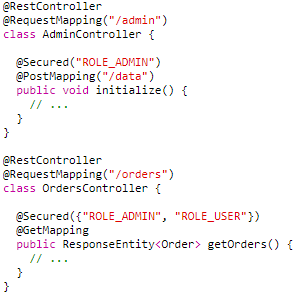 @RestController
@RequestMapping("/admin")
class AdminController {

  @Secured("ROLE_ADMIN")
  @PostMapping("/data")
  public void initialize() {
    // ...
  }
}

@RestController
@RequestMapping("/orders")
class OrdersController {

  @Secured({"ROLE_ADMIN", "ROLE_USER"})
  @GetMapping
  public ResponseEntity<Order> getOrders() {
    // ...
  }
}